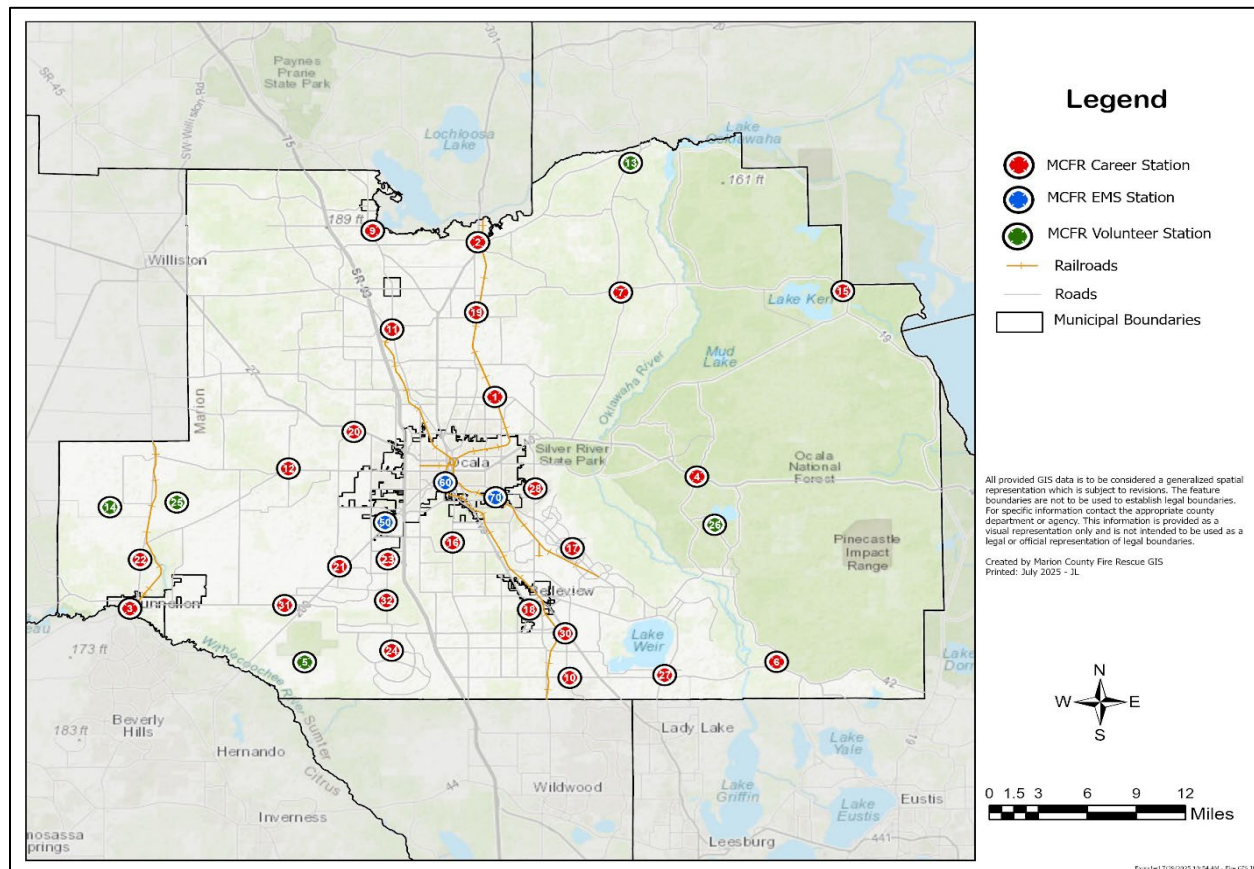 301
Paynes
Prarie State
Park
SR-45
SW Williston Rd
75
Lochloosa
Lake
Lake
Ocklawaha
13
161 ft
189 ft
9
2
Williston
SR-93
7
15
Lake Kerr
19
11
19
Mud
Lake
Oklawaha River
Marion
27
1
20
Ocala
Silver River
State Park
40
12
4
Ocala
National
Forest
60
70
28
14
25
50
26
16
17
Pinecastle
Impact
Range
22
21
23
Belleview
3
Dunnellon
31
32
18
200
30
Lake
Weir
24
5
10
27
6
42
173 ft
Withlacoochee River
Sumter
Citrus
Lake
Dorr
Beverly
Hills
183 ft
Hernando
Lady Lake
Lake
Yale
19
44
Wildwood
Lake
Griffin
Lake
Eustis
Eustis
Inverness
mosassa
prings
Leesburg
441
Legend
MCFR Career Station
MCFR EMS Station
MCFR Volunteer Station
Railroads
Roads
Municipal Boundaries
All provided GIS data is to be considered a generalized spatial
representation which is subject to revisions. The feature
boundaries are not to be used to establish legal boundaries.
For specific information contact the appropriate county
department or agency. This information is provided as a
visual representation only and is not intended to be used as a
legal or official representation of legal boundaries.
Created by Marion County Fire Rescue GIS
Printed: July 2025 - JL
N
W E
S
0 1.5 3 6 9 12
Miles